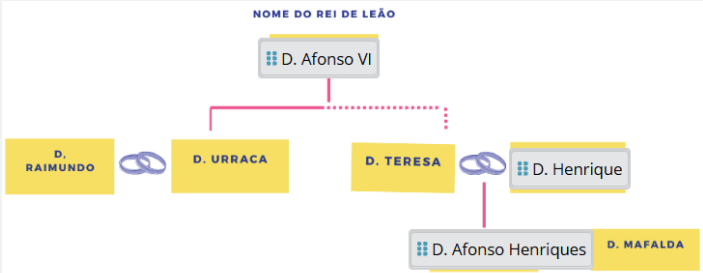 NOME DO REI DE LEÃO
D. Afonso VI
D.
RAIMUNDO
D. URRACA
D. TERESA
D. Henrique
D. Afonso Henriques
D. MAFALDA